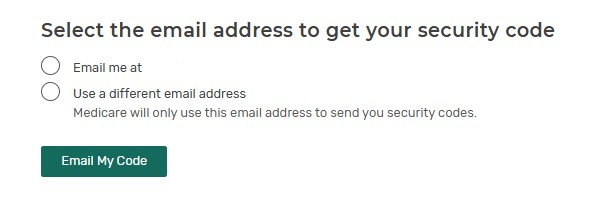 Select the email address to get your security code
Email me at
Use a different email address
Medicare will only use this email address to send you security codes.
Email My Code